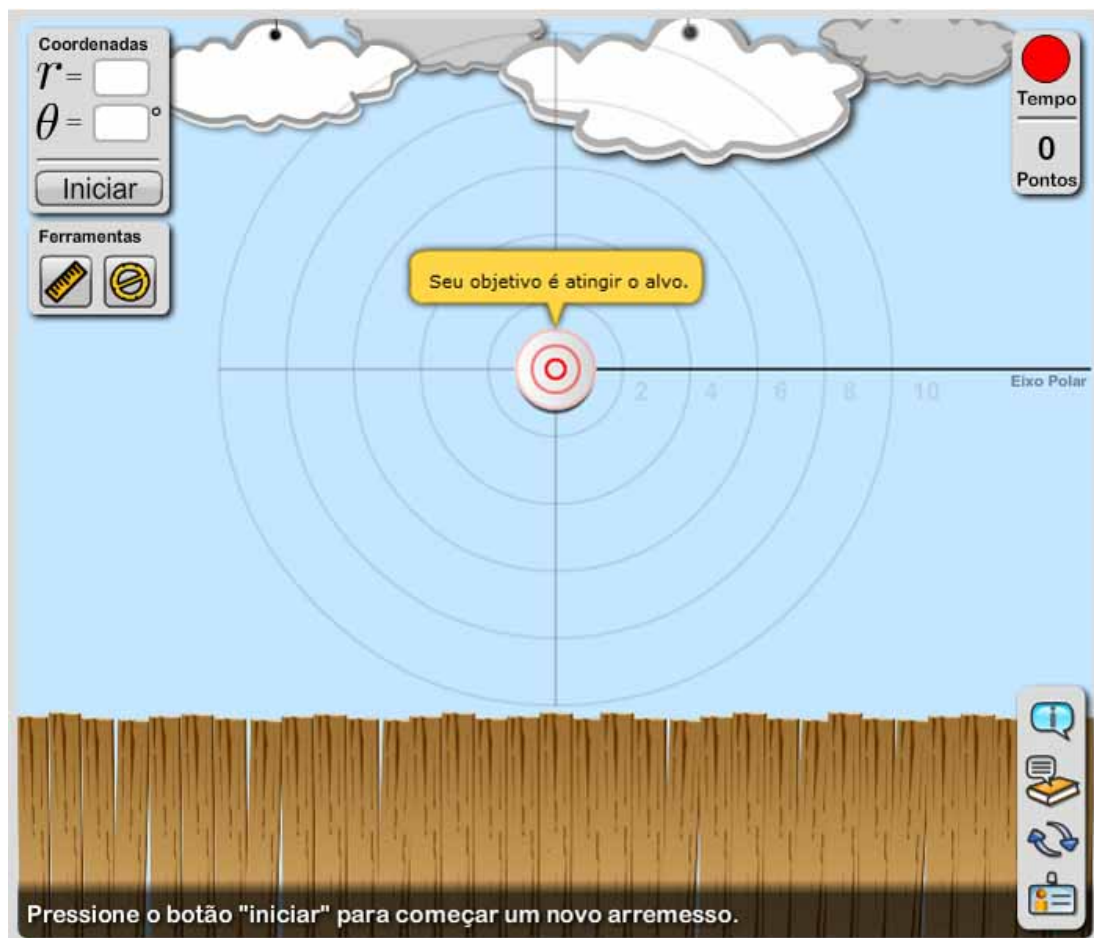 Coordenadas
r =
θ = °
Iniciar
Ferramentas
Tempo
0
Pontos
Seu objetivo é atingir o alvo.
2 4 6 8 10
Eixo Polar
Pressione o botão "iniciar" para começar um novo arremesso.